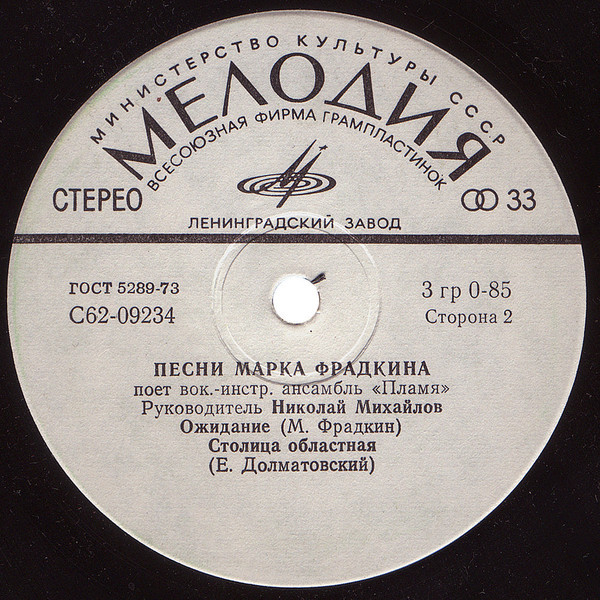 МИНИСТЕРСТВО КУЛЬТУРЫ СССР
МЕЛОДИЯ
ВСЕСОЮЗНАЯ ФИРМА ГРАМПЛАСТИНОК
СТЕРЕО
33
ЛЕНИНГРАДСКИЙ ЗАВОД
ГОСТ 5289-73
3 гр 0-85
С62-09234
Сторона 2
ПЕСНИ МАРКА ФРАДКИНА
поет вок.-инстр. ансамбль «Пламя»
Руководитель Николай Михайлов
Ожидание (М. Фрадкин)
Столица областная
(Е. Долматовский)